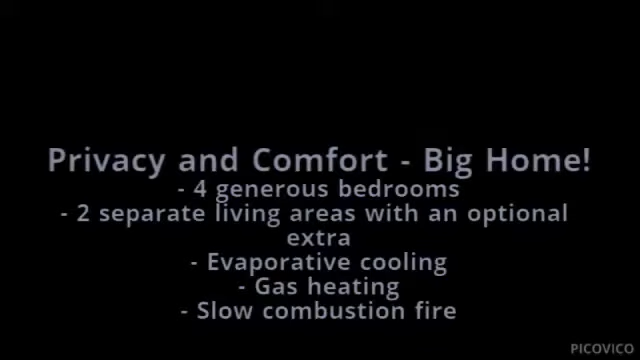 Privacy and Comfort - Big Home!
- 4 generous bedrooms
- 2 separate living areas with an optional
extra
- Evaporative cooling
- Gas heating
- Slow combustion fire
PICOVICO